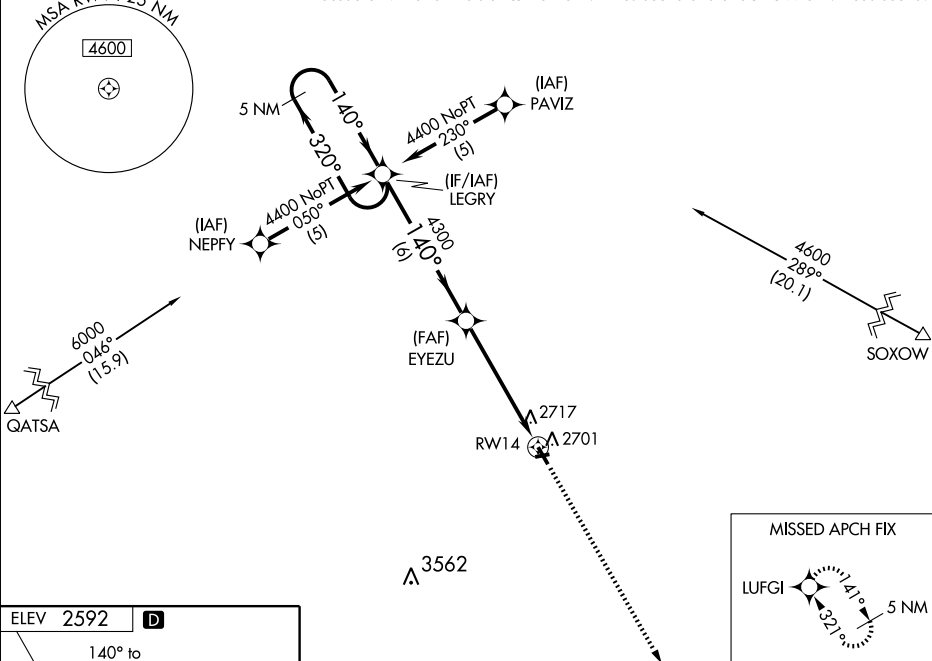 MSA RW14 25 NM
4600
5 NM
140°
320°
(IAF)
PAVIZ
4400 NoPT
230°
(5)
(IF/IAF)
LEGRY
4400 NoPT
050°
(5)
(IAF)
NEPFY
4300
140°
(6)
4600
289°
(20.1)
SOXOW
6000
046°
(15.9)
QATSA
(FAF)
EYEZU
2717
RW14
2701
3562
MISSED APCH FIX
LUFGI
141°
321°
5 NM
ELEV 2592
D
140° to